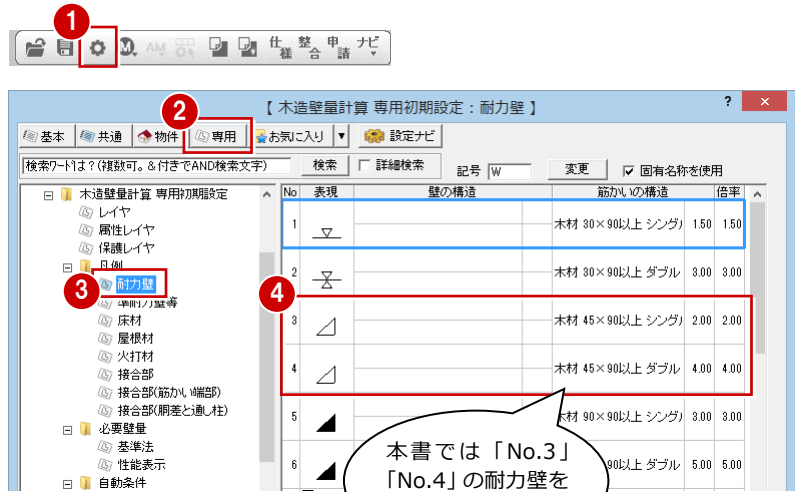 1
M. AM 仕様 整合 申請 ナビ
2
【 木造壁量計算 専用初期設定:耐力壁 】 ? ×
基本 共通 物件 専用 お気に入り ▼ 設定ナビ
検索ワードは?(複数可。&付きでAND検索文字) 検索 詳細検索 記号 W 変更 固有名称を使用
木造壁量計算 専用初期設定
レイヤ
属性レイヤ
保護レイヤ
凡例
3
耐力壁
準耐力壁等
床材
屋根材
火打材
接合部
接合部(筋かい端部)
接合部(胴差と通し柱)
必要壁量
基準法
性能表示
自動条件
No 表現 壁の構造 筋かいの構造 倍率
1 木材 30×90以上 シングル 1.50 1.50
2 木材 30×90以上 ダブル 3.00 3.00
4
3 木材 45×90以上 シングル 2.00 2.00
4 木材 45×90以上 ダブル 4.00 4.00
5 木材 90×90以上 シングル 3.00 3.00
6 90以上 ダブル 5.00 5.00
本書では「No.3」
「No.4」の耐力壁を